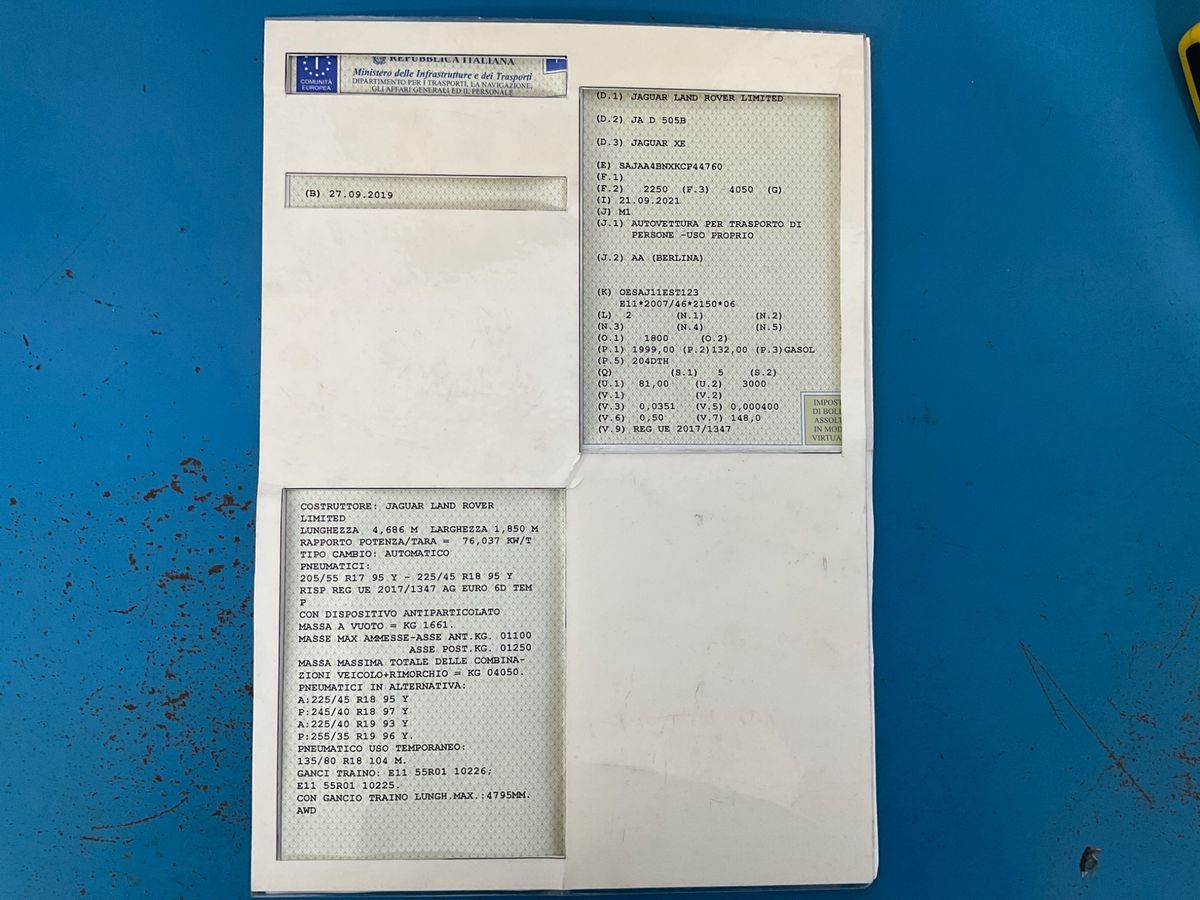 COMUNITÀ
EUROPEA
REPUBBLICA ITALIANA
Ministero delle Infrastrutture e dei Trasporti
DIPARTIMENTO PER I TRASPORTI, LA NAVIGAZIONE,
GLI AFFARI GENERALI ED IL PERSONALE
(B) 27.09.2019
(D.1) JAGUAR LAND ROVER LIMITED
(D.2) JA D 505B
(D.3) JAGUAR XE
(E) SAJAA4BNXKCP44760
(F.1)
(F.2) 2250 (F.3) 4050 (G)
(I) 21.09.2021
(J) M1
(J.1) AUTOVETTURA PER TRASPORTO DI
PERSONE -USO PROPRIO
(J.2) AA (BERLINA)
(K) OESAJ11EST123
E11*2007/46*2150*06
(L) 2 (N.1) (N.2)
(N.3) (N.4) (N.5)
(O.1) 1800 (O.2)
(P.1) 1999,00 (P.2)132,00 (P.3)GASOL
(P.5) 204DTH
(Q) (S.1) 5 (S.2)
(U.1) 81,00 (U.2) 3000
(V.1) (V.2)
(V.3) 0,0351 (V.5) 0,000400
(V.6) 0,50 (V.7) 148,0
(V.9) REG UE 2017/1347
IMPOST
DI BOLL
ASSOLT
IN MOD
VIRTUA
COSTRUTTORE: JAGUAR LAND ROVER
LIMITED
LUNGHEZZA 4,686 M LARGHEZZA 1,850 M
RAPPORTO POTENZA/TARA = 76,037 KW/T
TIPO CAMBIO: AUTOMATICO
PNEUMATICI:
205/55 R17 95 Y - 225/45 R18 95 Y
RISP REG UE 2017/1347 AG EURO 6D TEM
P
CON DISPOSITIVO ANTIPARTICOLATO
MASSA A VUOTO = KG 1661.
MASSE MAX AMMESSE-ASSE ANT.KG. 01100
ASSE POST.KG. 01250
MASSA MASSIMA TOTALE DELLE COMBINA-
ZIONI VEICOLO+RIMORCHIO = KG 04050.
PNEUMATICI IN ALTERNATIVA:
A:225/45 R18 95 Y
P:245/40 R18 97 Y
A:225/40 R19 93 Y
P:255/35 R19 96 Y.
PNEUMATICO USO TEMPORANEO:
135/80 R18 104 M.
GANCI TRAINO: E11 55R01 10226;
E11 55R01 10225.
CON GANCIO TRAINO LUNGH.MAX.:4795MM.
AWD